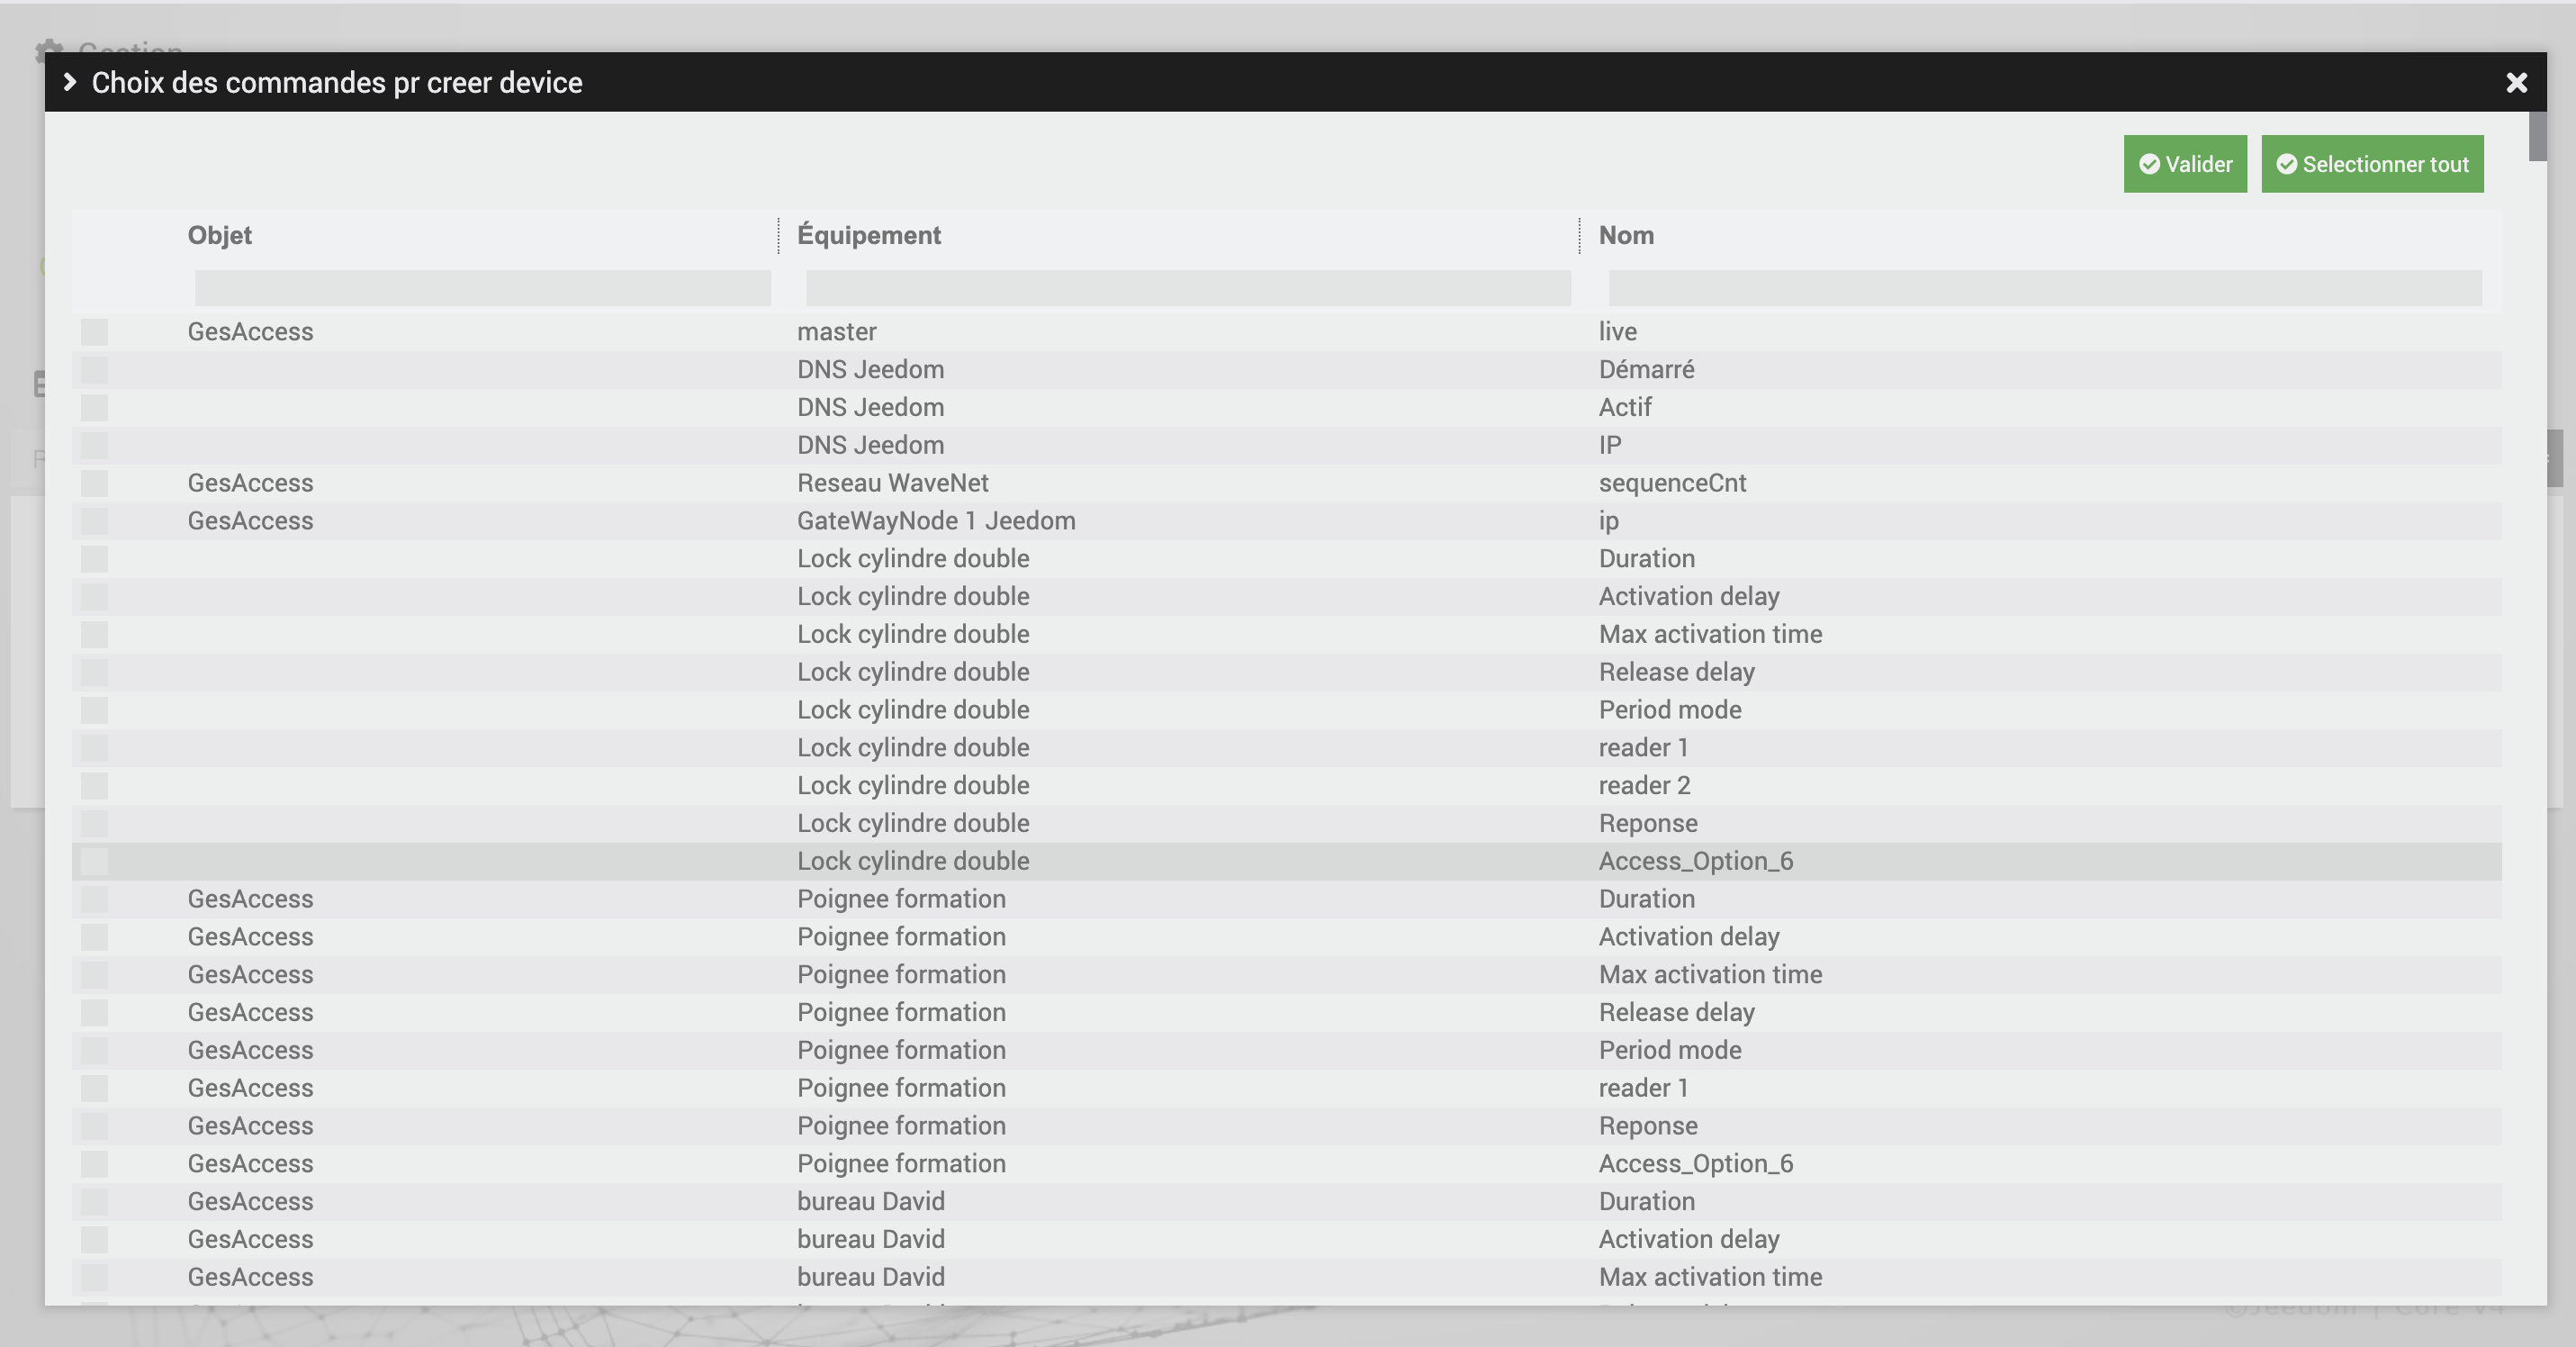 Gestion
Choix des commandes pr creer device
Valider Selectionner tout
Objet Équipement Nom
GesAccess master live
DNS Jeedom Démarré
DNS Jeedom Actif
DNS Jeedom IP
GesAccess Reseau WaveNet sequenceCnt
GesAccess GateWayNode 1 Jeedom ip
Lock cylindre double Duration
Lock cylindre double Activation delay
Lock cylindre double Max activation time
Lock cylindre double Release delay
Lock cylindre double Period mode
Lock cylindre double reader 1
Lock cylindre double reader 2
Lock cylindre double Reponse
Lock cylindre double Access_Option_6
GesAccess Poignee formation Duration
GesAccess Poignee formation Activation delay
GesAccess Poignee formation Max activation time
GesAccess Poignee formation Release delay
GesAccess Poignee formation Period mode
GesAccess Poignee formation reader 1
GesAccess Poignee formation Reponse
GesAccess Poignee formation Access_Option_6
GesAccess bureau David Duration
GesAccess bureau David Activation delay
GesAccess bureau David Max activation time
©Jeedom | Core v4